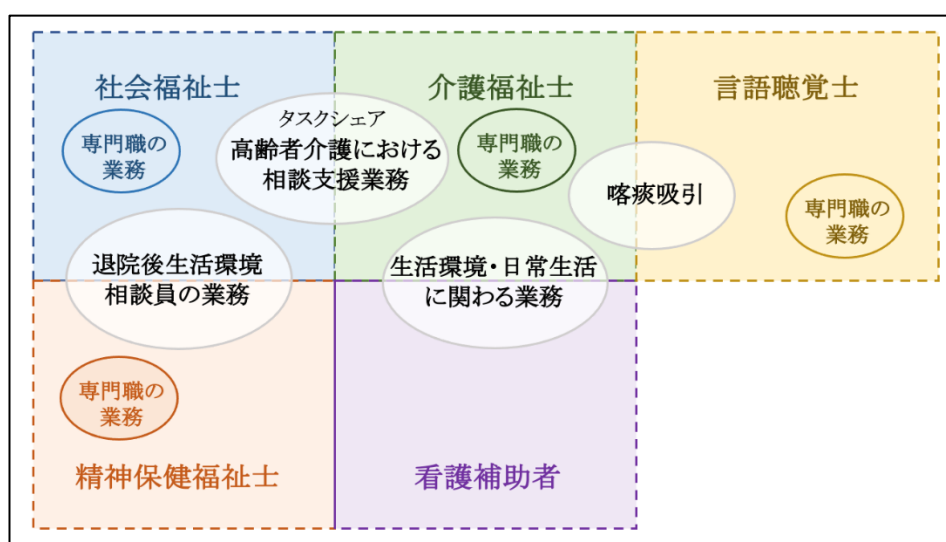 社会福祉士
介護福祉士
言語聴覚士
専門職の
業務
タスクシェア
高齢者介護における
相談支援業務
専門職の
業務
喀痰吸引
専門職の
業務
退院後生活環境
相談員の業務
生活環境・日常生活
に関わる業務
専門職の
業務
精神保健福祉士
看護補助者